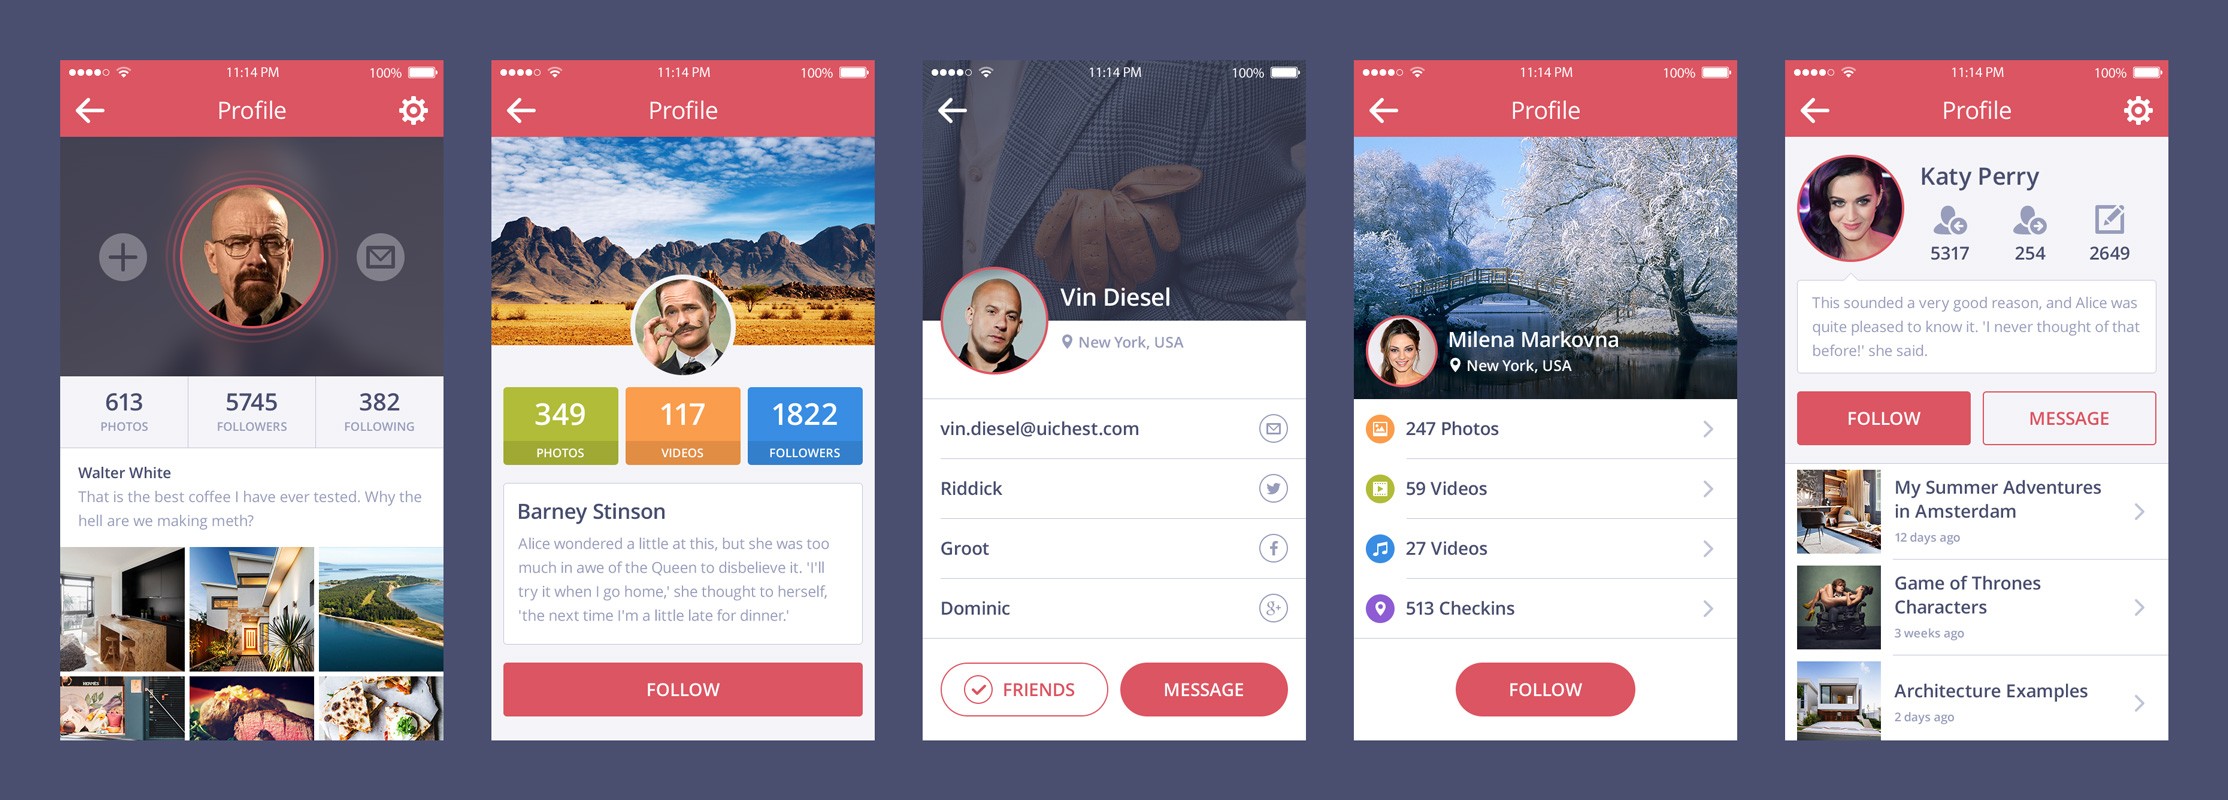 11:14 PM
100%
Profile
613
5745
382
PHOTOS
FOLLOWERS
FOLLOWING
Walter White
That is the best coffee I have ever tested. Why the
hell are we making meth?
11:14 PM
100%
Profile
349
117
1822
PHOTOS
VIDEOS
FOLLOWERS
Barney Stinson
Alice wondered a little at this, but she was too
much in awe of the Queen to disbelieve it. 'I'll
try it when I go home,' she thought to herself,
'the next time I'm a little late for dinner.'
FOLLOW
11:14 PM
100%
Vin Diesel
New York, USA
vin.diesel@uichest.com
Riddick
Groot
Dominic
FRIENDS
MESSAGE
11:14 PM
100%
Profile
Milena Markovna
New York, USA
247 Photos
59 Videos
27 Videos
513 Checkins
FOLLOW
11:14 PM
100%
Profile
Katy Perry
5317
254
2649
This sounded a very good reason, and Alice was
quite pleased to know it. 'I never thought of that
before!' she said.
FOLLOW
MESSAGE
My Summer Adventures
in Amsterdam
12 days ago
Game of Thrones
Characters
3 weeks ago
Architecture Examples
2 days ago